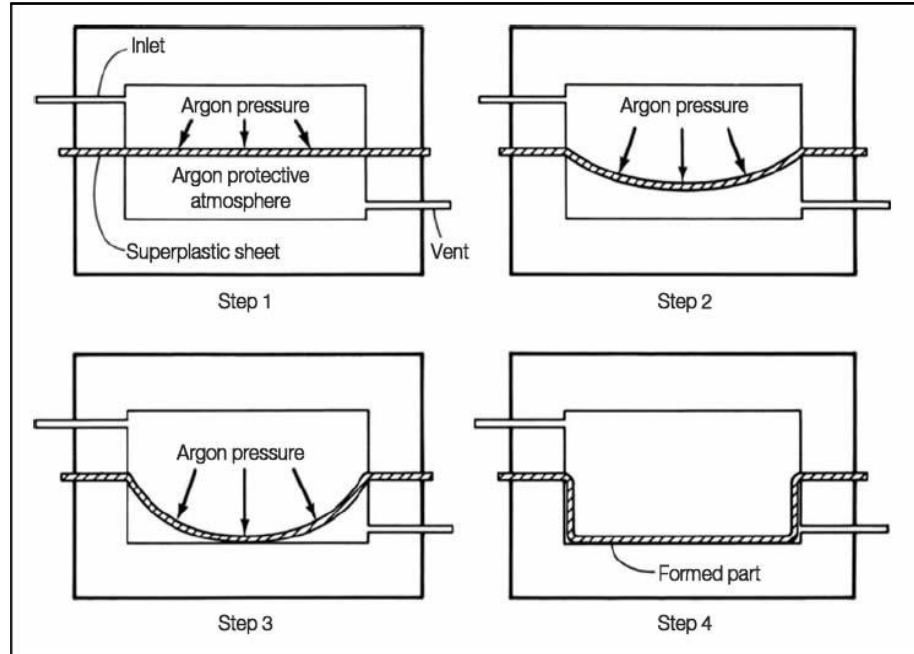 Inlet
Argon pressure
Argon protective
atmosphere
Superplastic sheet
Vent
Step 1
Argon pressure
Step 2
Argon pressure
Step 3
Formed part
Step 4